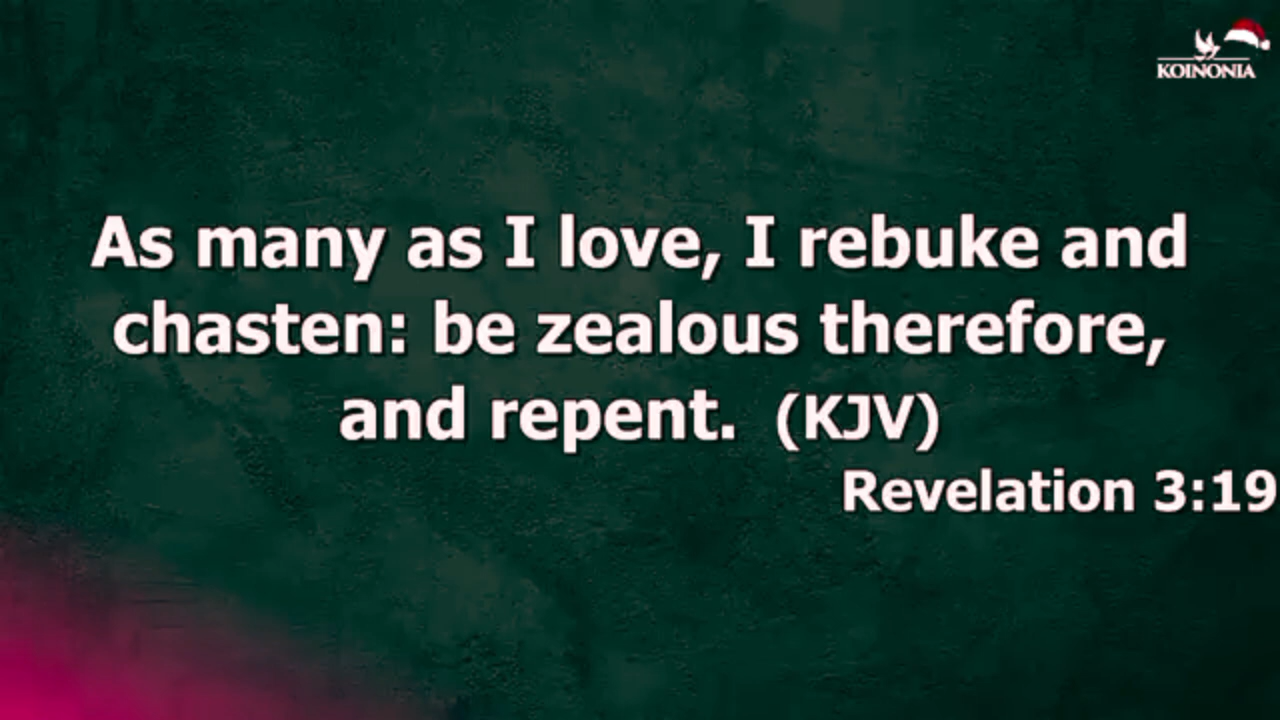 KOINONIA
As many as I love, I rebuke and
chasten: be zealous therefore,
and repent. (KJV)
Revelation 3:19